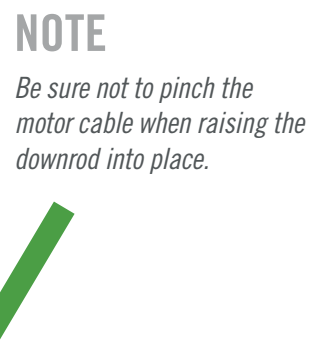 NOTE
Be sure not to pinch the
motor cable when raising the
downrod into place.